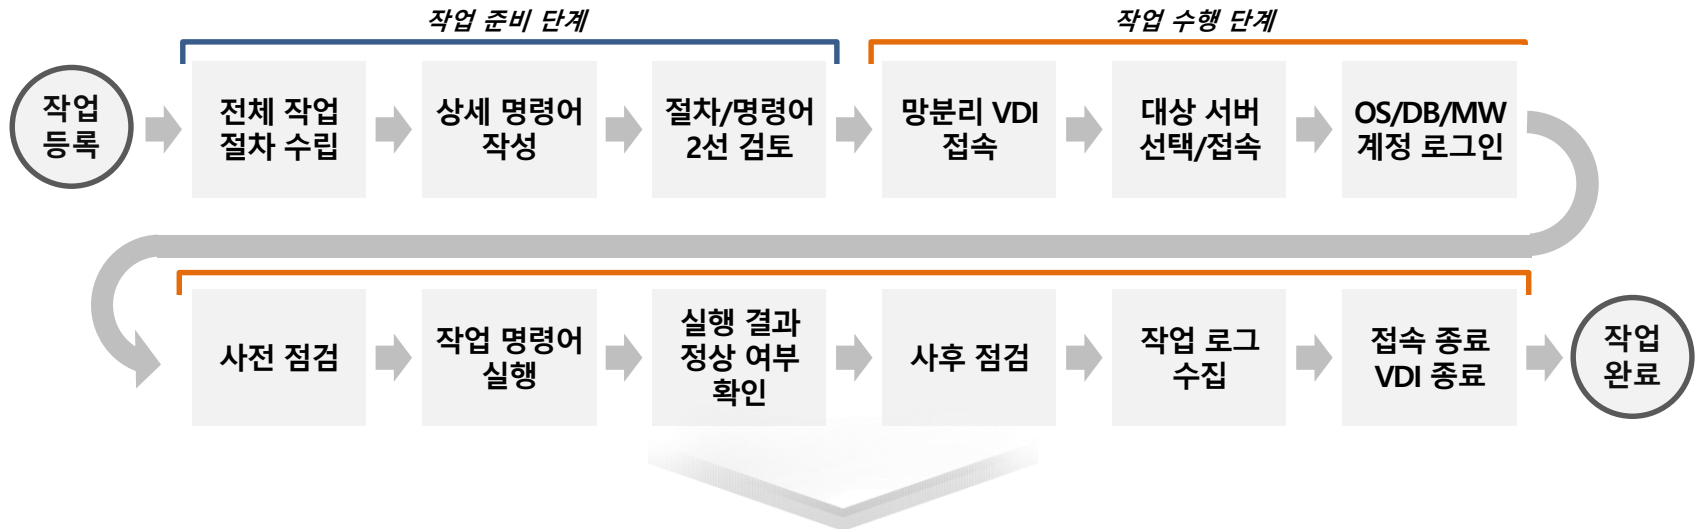 작업 준비 단계
작업 수행 단계
작업
등록
전체 작업
절차 수립
상세 명령어
작성
절차/명령어
2선 검토
망분리 VDI
접속
대상 서버
선택/접속
OS/DB/MW
계정 로그인
사전 점검
작업 명령어
실행
실행 결과
정상 여부
확인
사후 점검
작업 로그
수집
접속 종료
VDI 종료
작업
완료